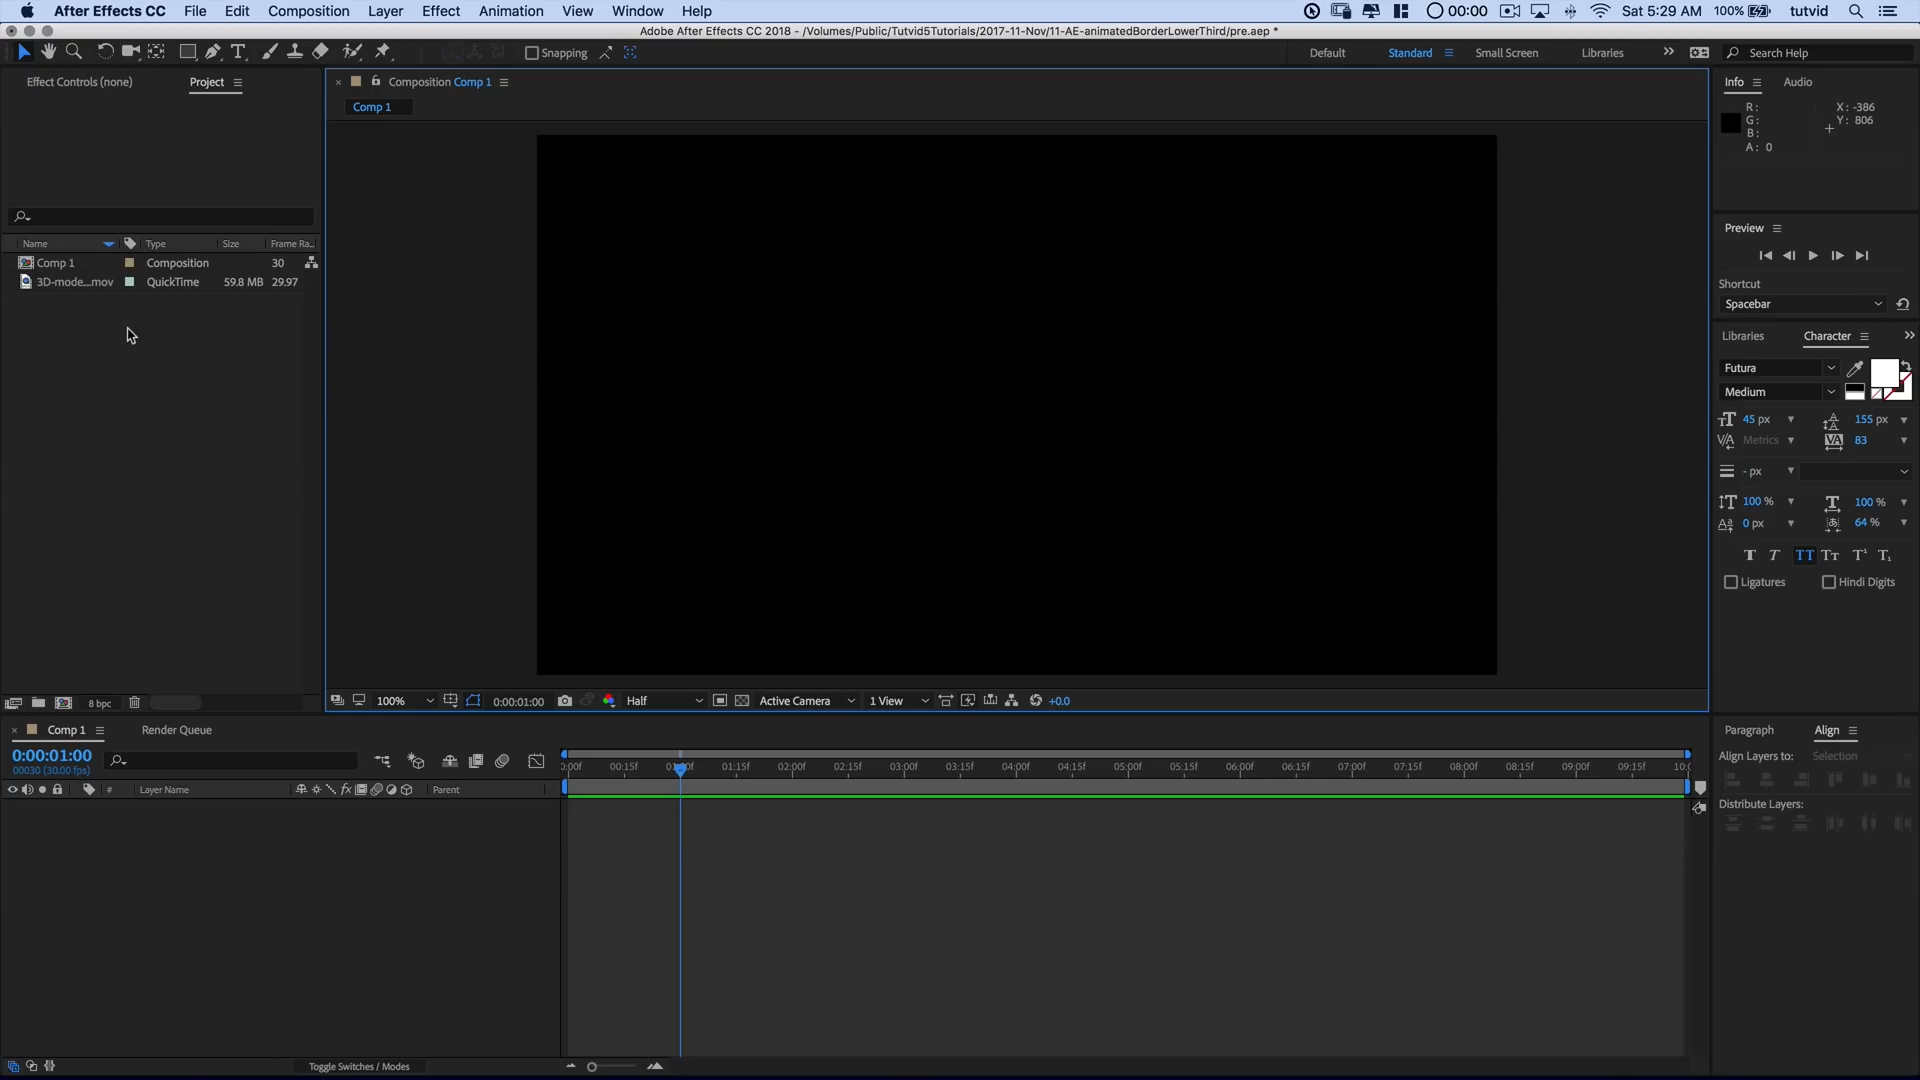 After Effects CC File Edit Composition Layer Effect Animation View Window Help 00:00 Sat 5:29 AM 100% tutvid
Adobe After Effects CC 2018 - /Volumes/Public/Tutvid5Tutorials/2017-11-Nov/11-AE-animatedBorderLowerThird/pre.aep *
Snapping Default Standard Small Screen Libraries Search Help
Effect Controls (none) Project
Composition Comp 1
Comp 1
Name Type Size Frame Ra...
Comp 1 Composition 30
3D-mode....mov QuickTime 59.8 MB 29.97
8 bpc
100% 0:00:01:00 Half Active Camera 1 View +0.0
Info Audio
R: X: -386
G: Y: 806
B:
A: 0
Preview
Shortcut
Spacebar
Libraries Character
Futura
Medium
45 px 155 px
Metrics 83
- px
100 % 100 %
0 px 64 %
Ligatures Hindi Digits
Comp 1 Render Queue
0:00:01:00
00030 (30.00 fps)
0:00f 00:15f 01:00f 01:15f 02:00f 02:15f 03:00f 03:15f 04:00f 04:15f 05:00f 05:15f 06:00f 06:15f 07:00f 07:15f 08:00f 08:15f 09:00f 09:15f 10:0
# Layer Name Parent
Toggle Switches / Modes
Paragraph Align
Align Layers to: Selection
Distribute Layers: